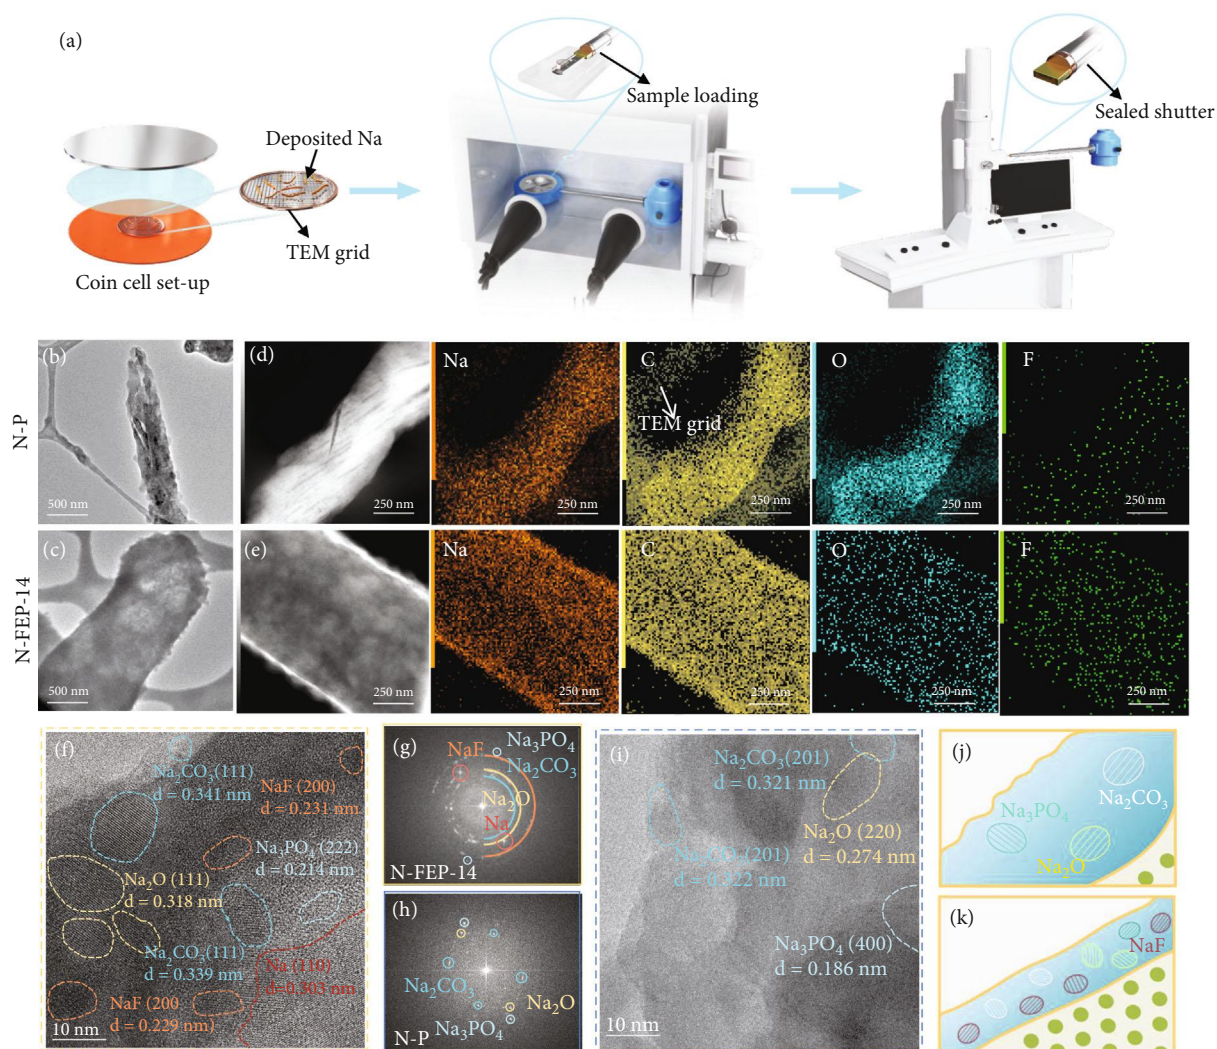 (a)
Deposited Na
TEM grid
Coin cell set-up
Sample loading
Sealed shutter
N-P
(b)
500 nm
(d)
250 nm
Na
250 nm
C
TEM grid
250 nm
O
250 nm
F
250 nm
N-FEP-14
(c)
500 nm
(e)
250 nm
Na
250 nm
C
250 nm
O
250 nm
F
250 nm
(f)
Na₂CO₃(111)
d = 0.341 nm
NaF (200)
d = 0.231 nm
Na₃PO₄ (222)
d = 0.214 nm
Na₂O (111)
d = 0.318 nm
Na₂CO₃(111)
d = 0.339 nm
Na (110)
d=0.303 nm
NaF (200
d = 0.229 nm)
10 nm
(g)
NaF
Na₃PO₄
Na₂CO₃
Na₂O
Na
N-FEP-14
(h)
Na₂CO₃
Na₂O
Na₃PO₄
N-P
(i)
Na₂CO₃(201)
d = 0.321 nm
Na₂O (220)
d = 0.274 nm
Na₂CO₃(201)
d = 0.322 nm
Na₃PO₄ (400)
d = 0.186 nm
10 nm
(j)
Na₂CO₃
Na₃PO₄
Na₂O
(k)
NaF